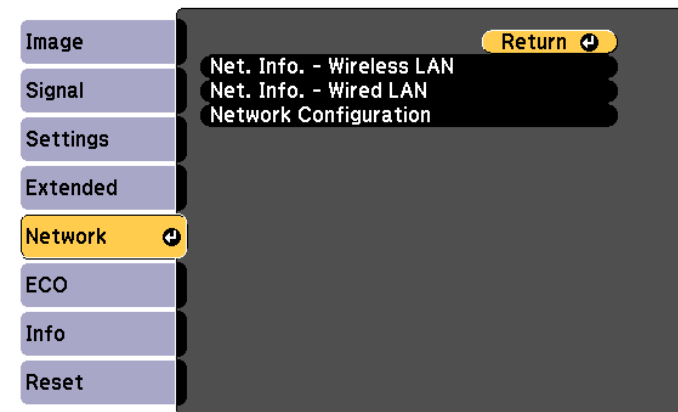 Image
Signal
Settings
Extended
Network
ECO
Info
Reset
Return
Net. Info. - Wireless LAN
Net. Info. - Wired LAN
Network Configuration